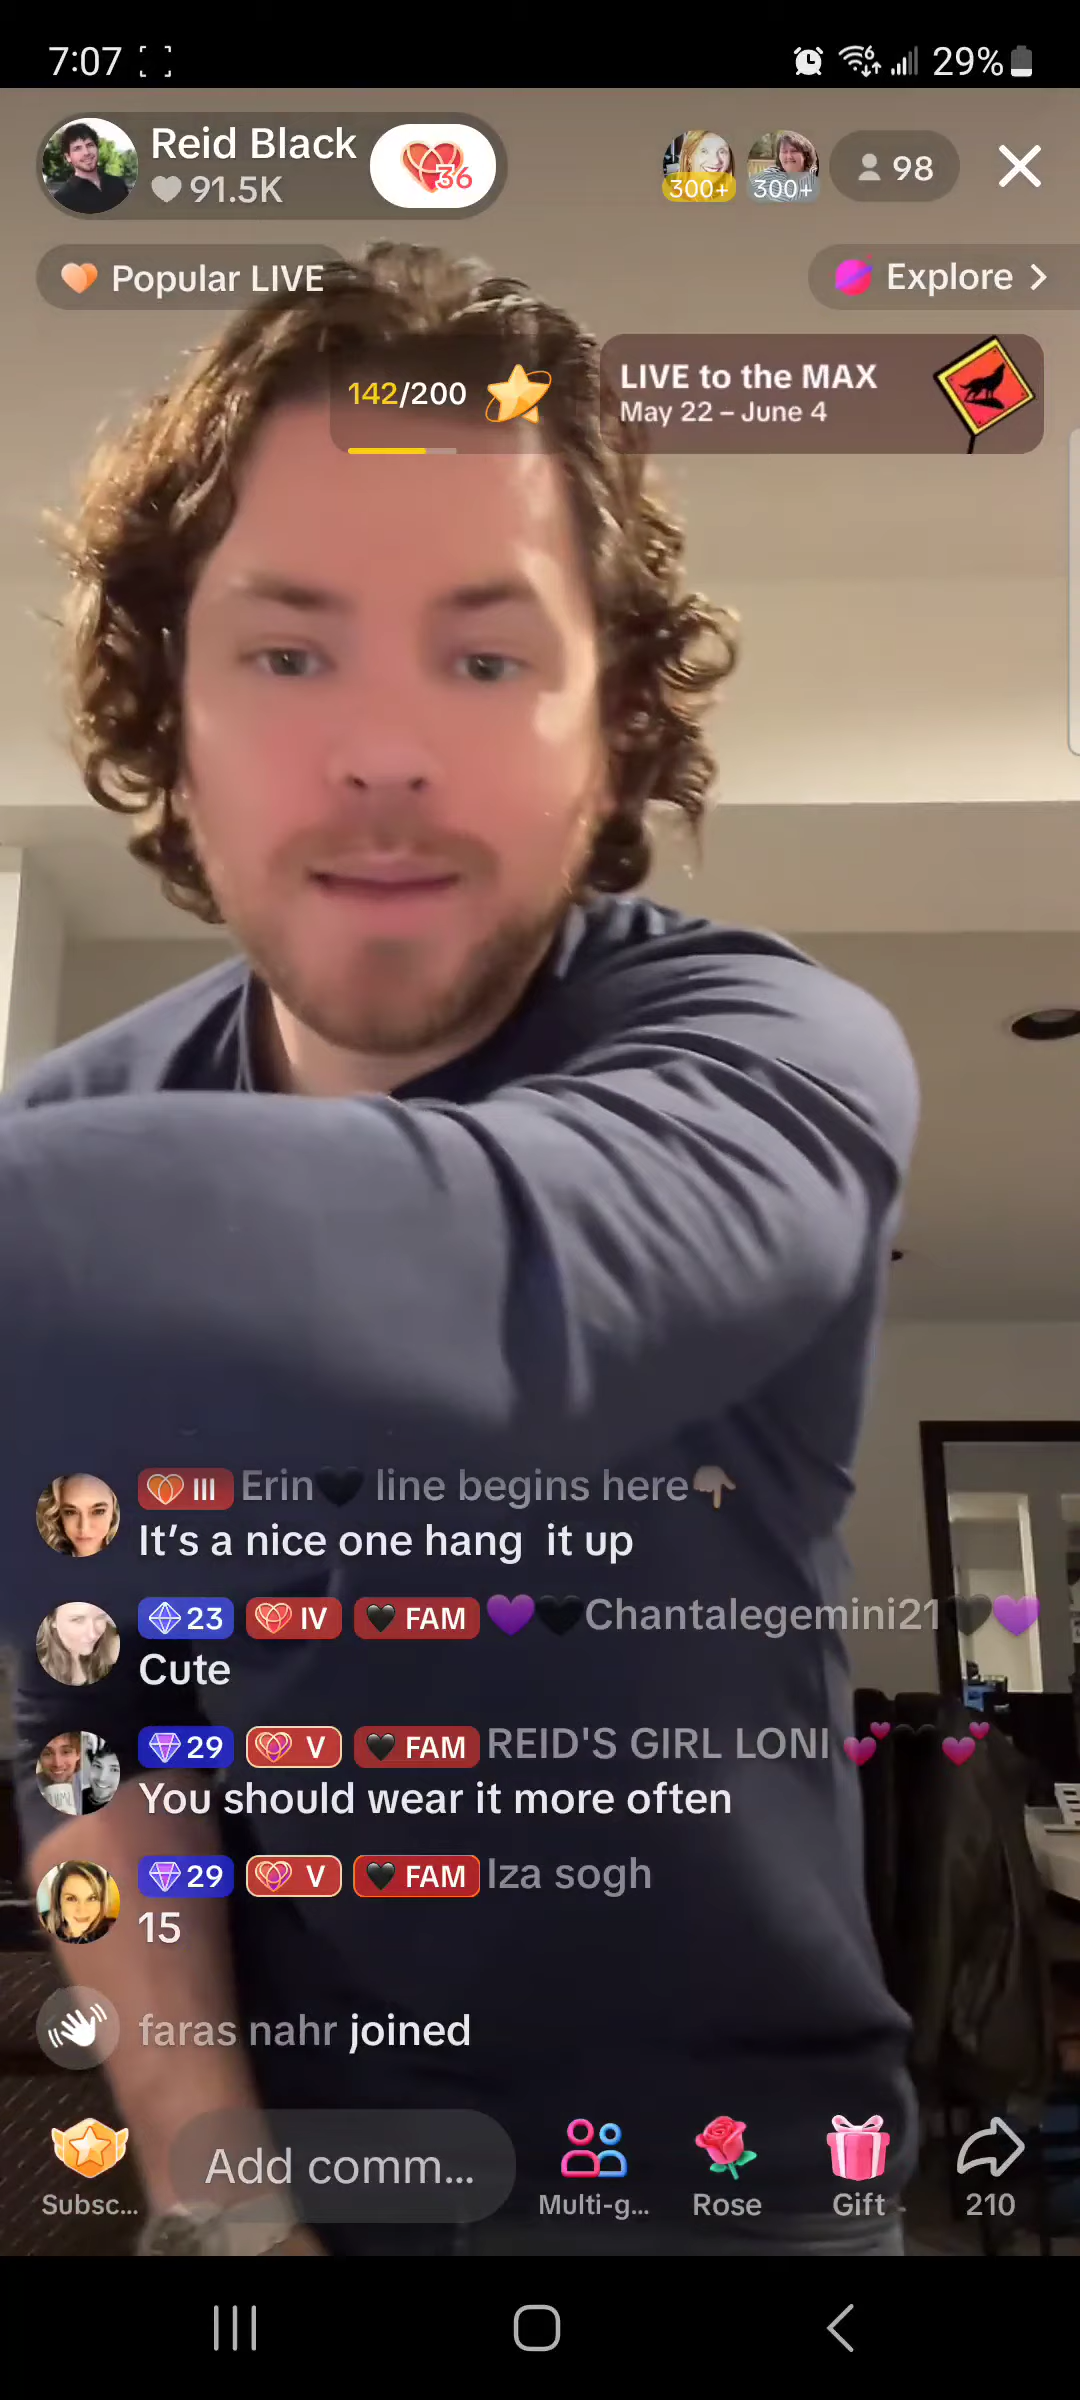 7:07
29%
Reid Black
91.5K
36
300+
300+
98
Popular LIVE
Explore
142/200
LIVE to the MAX
May 22 – June 4
III Erin🖤 line begins here👇🏻
It's a nice one hang it up
23 IV 🖤 FAM 💜🖤Chantalegemini21🖤💜
Cute
29 V 🖤 FAM REID'S GIRL LONI 💕🖤💕
You should wear it more often
29 V 🖤 FAM Iza sogh
15
faras nahr joined
Add comm...
Subsc...
Multi-g...
Rose
Gift
210